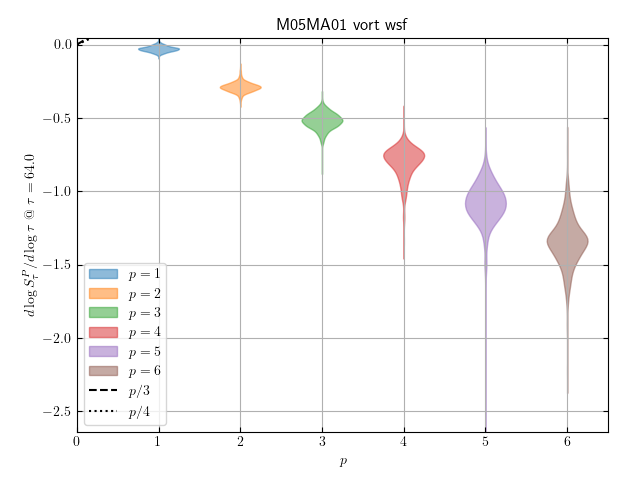 M05MA01 vort wsf
d log S_τ^P / d log τ @ τ = 64.0
0.0
−0.5
−1.0
−1.5
−2.0
−2.5
p = 1
p = 2
p = 3
p = 4
p = 5
p = 6
p/3
p/4
0 1 2 3 4 5 6
p